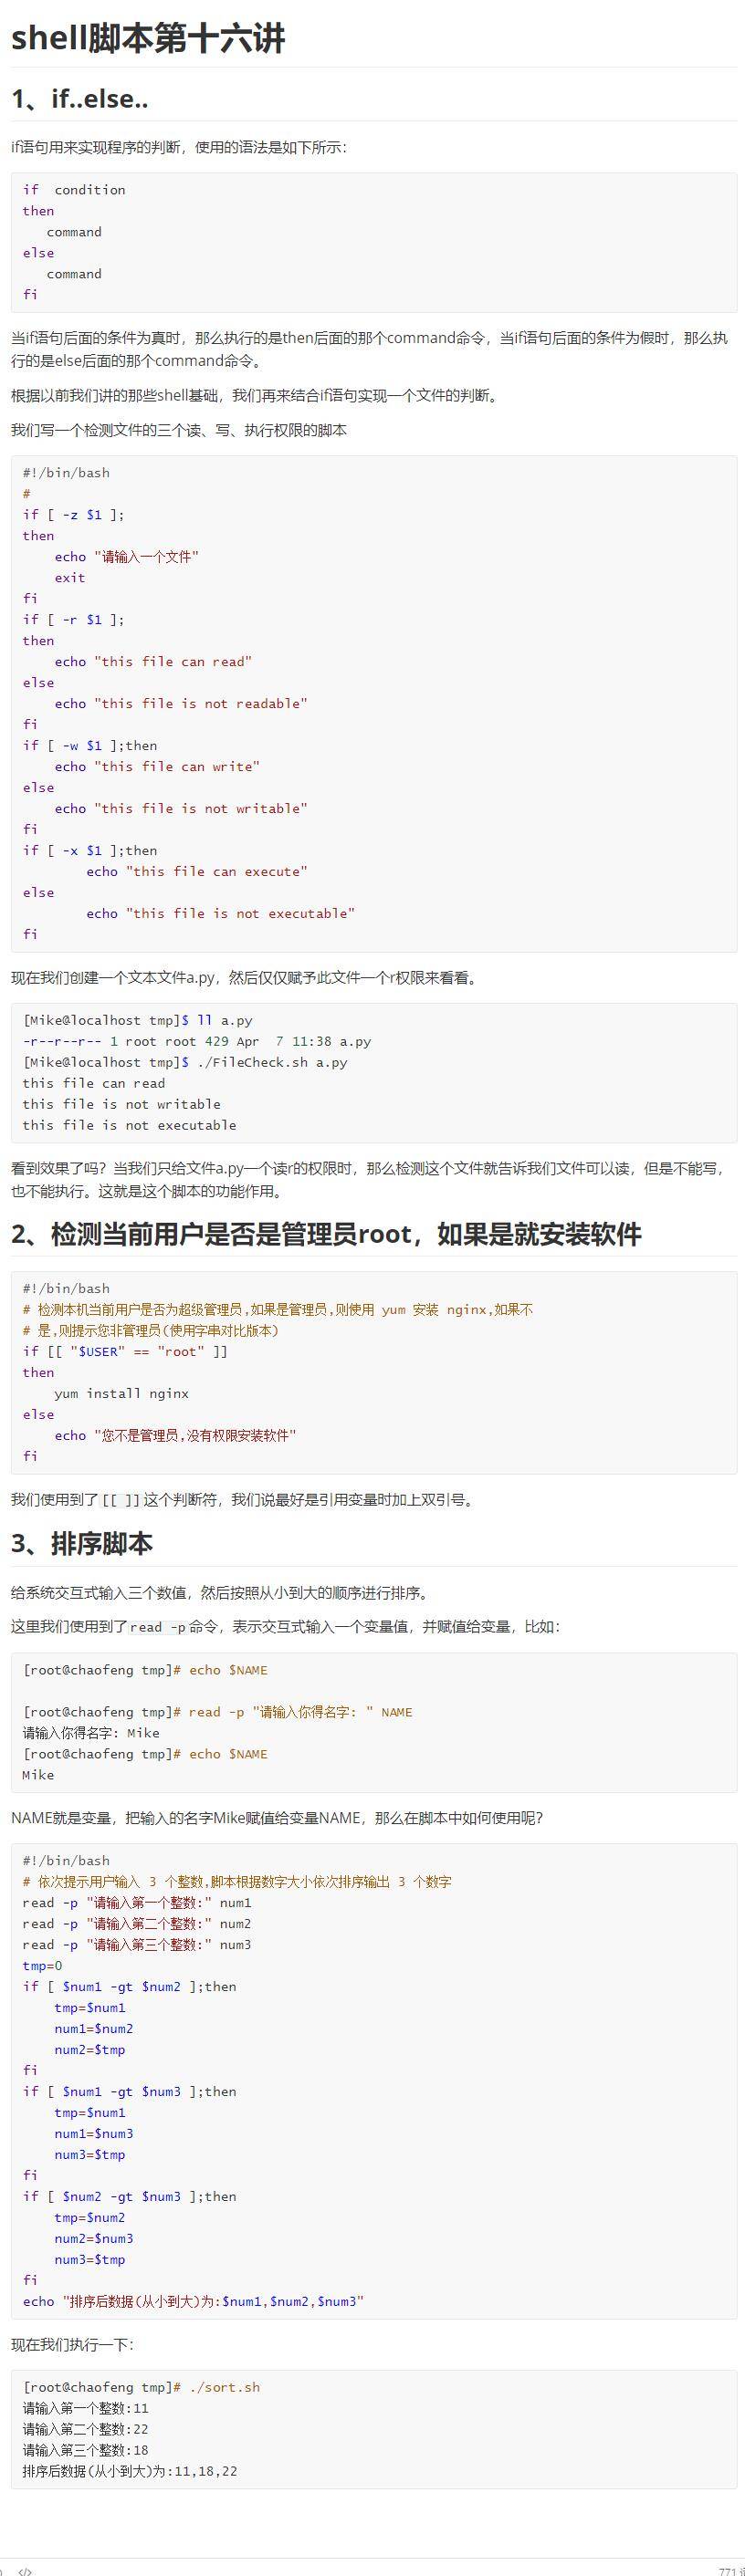 shell脚本第十六讲
1、if..else..
if语句用来实现程序的判断，使用的语法是如下所示：
if  condition
then
   command
else
   command
fi
当if语句后面的条件为真时，那么执行的是then后面的那个command命令，当if语句后面的条件为假时，那么执
行的是else后面的那个command命令。
根据以前我们讲的那些shell基础，我们再来结合if语句实现一个文件的判断。
我们写一个检测文件的三个读、写、执行权限的脚本
#!/bin/bash
#
if [ -z $1 ];
then
    echo "请输入一个文件"
    exit
fi
if [ -r $1 ];
then
    echo "this file can read"
else
    echo "this file is not readable"
fi
if [ -w $1 ];then
    echo "this file can write"
else
    echo "this file is not writable"
fi
if [ -x $1 ];then
        echo "this file can execute"
else
        echo "this file is not executable"
fi
现在我们创建一个文本文件a.py，然后仅仅赋予此文件一个r权限来看看。
[Mike@localhost tmp]$ ll a.py
-r--r--r-- 1 root root 429 Apr  7 11:38 a.py
[Mike@localhost tmp]$ ./FileCheck.sh a.py
this file can read
this file is not writable
this file is not executable
看到效果了吗？当我们只给文件a.py一个读r的权限时，那么检测这个文件就告诉我们文件可以读，但是不能写，
也不能执行。这就是这个脚本的功能作用。
2、检测当前用户是否是管理员root，如果是就安装软件
#!/bin/bash
# 检测本机当前用户是否为超级管理员,如果是管理员,则使用 yum 安装 nginx,如果不
# 是,则提示您非管理员(使用字串对比版本)
if [[ "$USER" == "root" ]]
then
    yum install nginx
else
    echo "您不是管理员,没有权限安装软件"
fi
我们使用到了[[ ]]这个判断符，我们说最好是引用变量时加上双引号。
3、排序脚本
给系统交互式输入三个数值，然后按照从小到大的顺序进行排序。
这里我们使用到了read -p命令，表示交互式输入一个变量值，并赋值给变量，比如：
[root@chaofeng tmp]# echo $NAME
[root@chaofeng tmp]# read -p "请输入你得名字: " NAME
请输入你得名字: Mike
[root@chaofeng tmp]# echo $NAME
Mike
NAME就是变量，把输入的名字Mike赋值给变量NAME，那么在脚本中如何使用呢？
#!/bin/bash
# 依次提示用户输入 3 个整数,脚本根据数字大小依次排序输出 3 个数字
read -p "请输入第一个整数:" num1
read -p "请输入第二个整数:" num2
read -p "请输入第三个整数:" num3
tmp=0
if [ $num1 -gt $num2 ];then
    tmp=$num1
    num1=$num2
    num2=$tmp
fi
if [ $num1 -gt $num3 ];then
    tmp=$num1
    num1=$num3
    num3=$tmp
fi
if [ $num2 -gt $num3 ];then
    tmp=$num2
    num2=$num3
    num3=$tmp
fi
echo "排序后数据(从小到大)为:$num1,$num2,$num3"
现在我们执行一下：
[root@chaofeng tmp]# ./sort.sh
请输入第一个整数:11
请输入第二个整数:22
请输入第三个整数:18
排序后数据(从小到大)为:11,18,22
</>
771